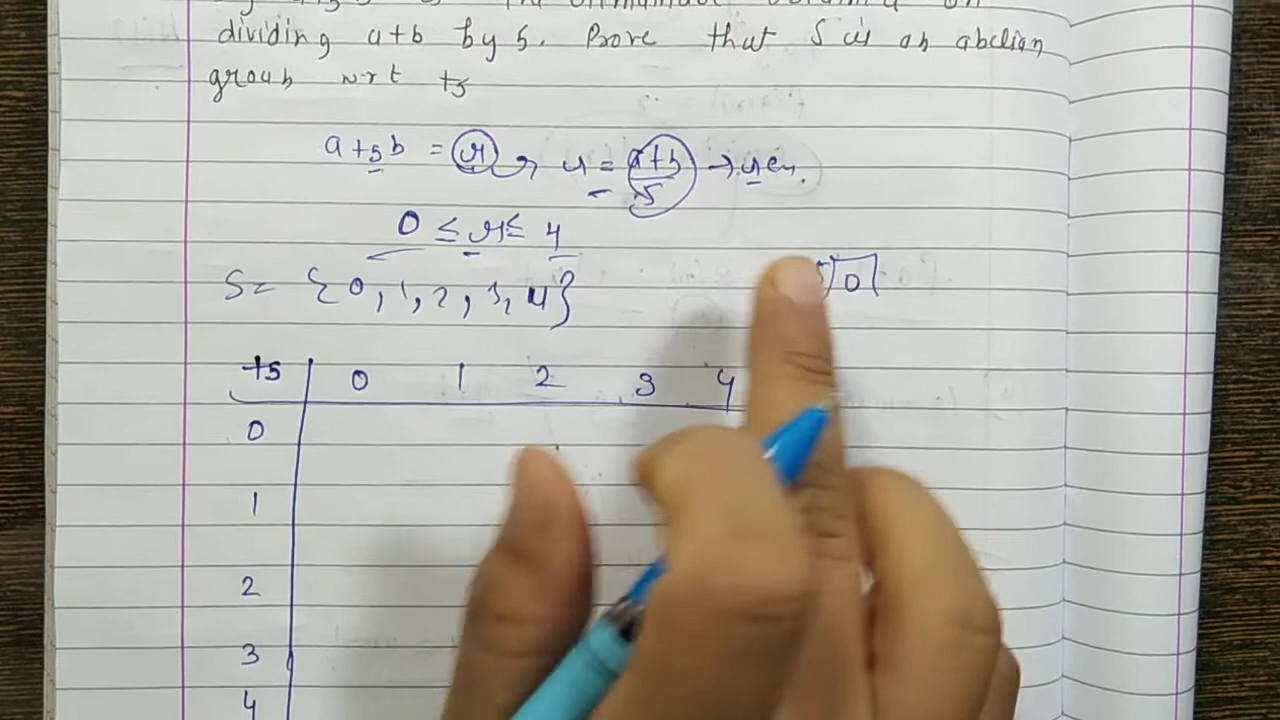 dividing a+b by 5. Prove that S is an abelian
group w.r.t +5
a +5 b = r r = a+b/5 → rem.
0 ≤ r ≤ 4
S = {0, 1, 2, 3, 4}
0
+5 0 1 2 3 4
0
1
2
3
4